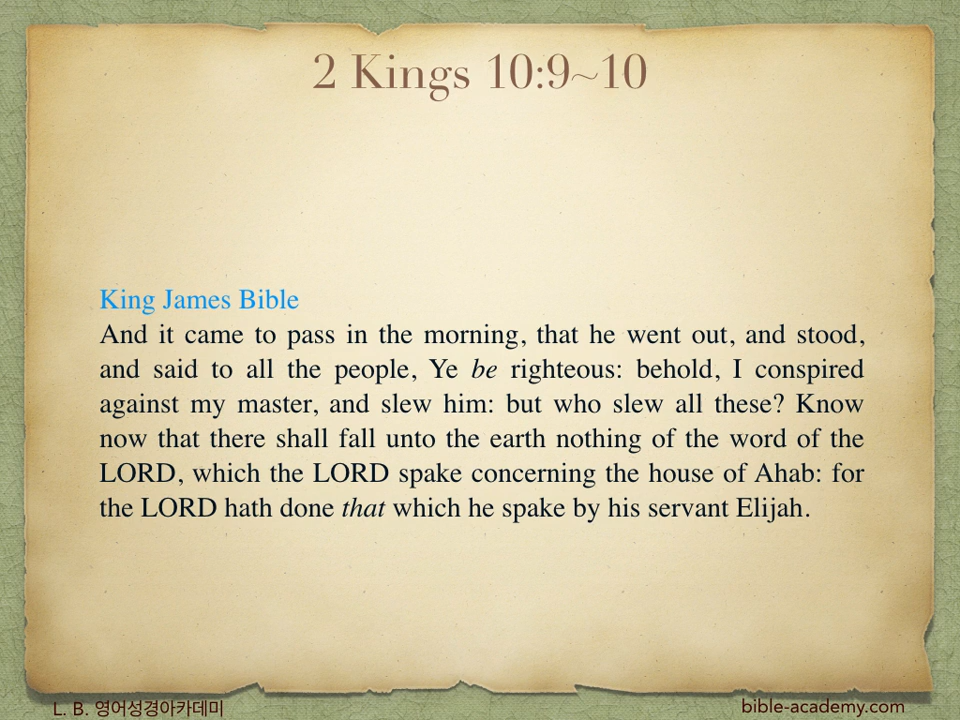 2 Kings 10:9~10
King James Bible
And it came to pass in the morning, that he went out, and stood,
and said to all the people, Ye be righteous: behold, I conspired
against my master, and slew him: but who slew all these? Know
now that there shall fall unto the earth nothing of the word of the
LORD, which the LORD spake concerning the house of Ahab: for
the LORD hath done that which he spake by his servant Elijah.
L. B. 영어성경아카데미
bible-academy.com